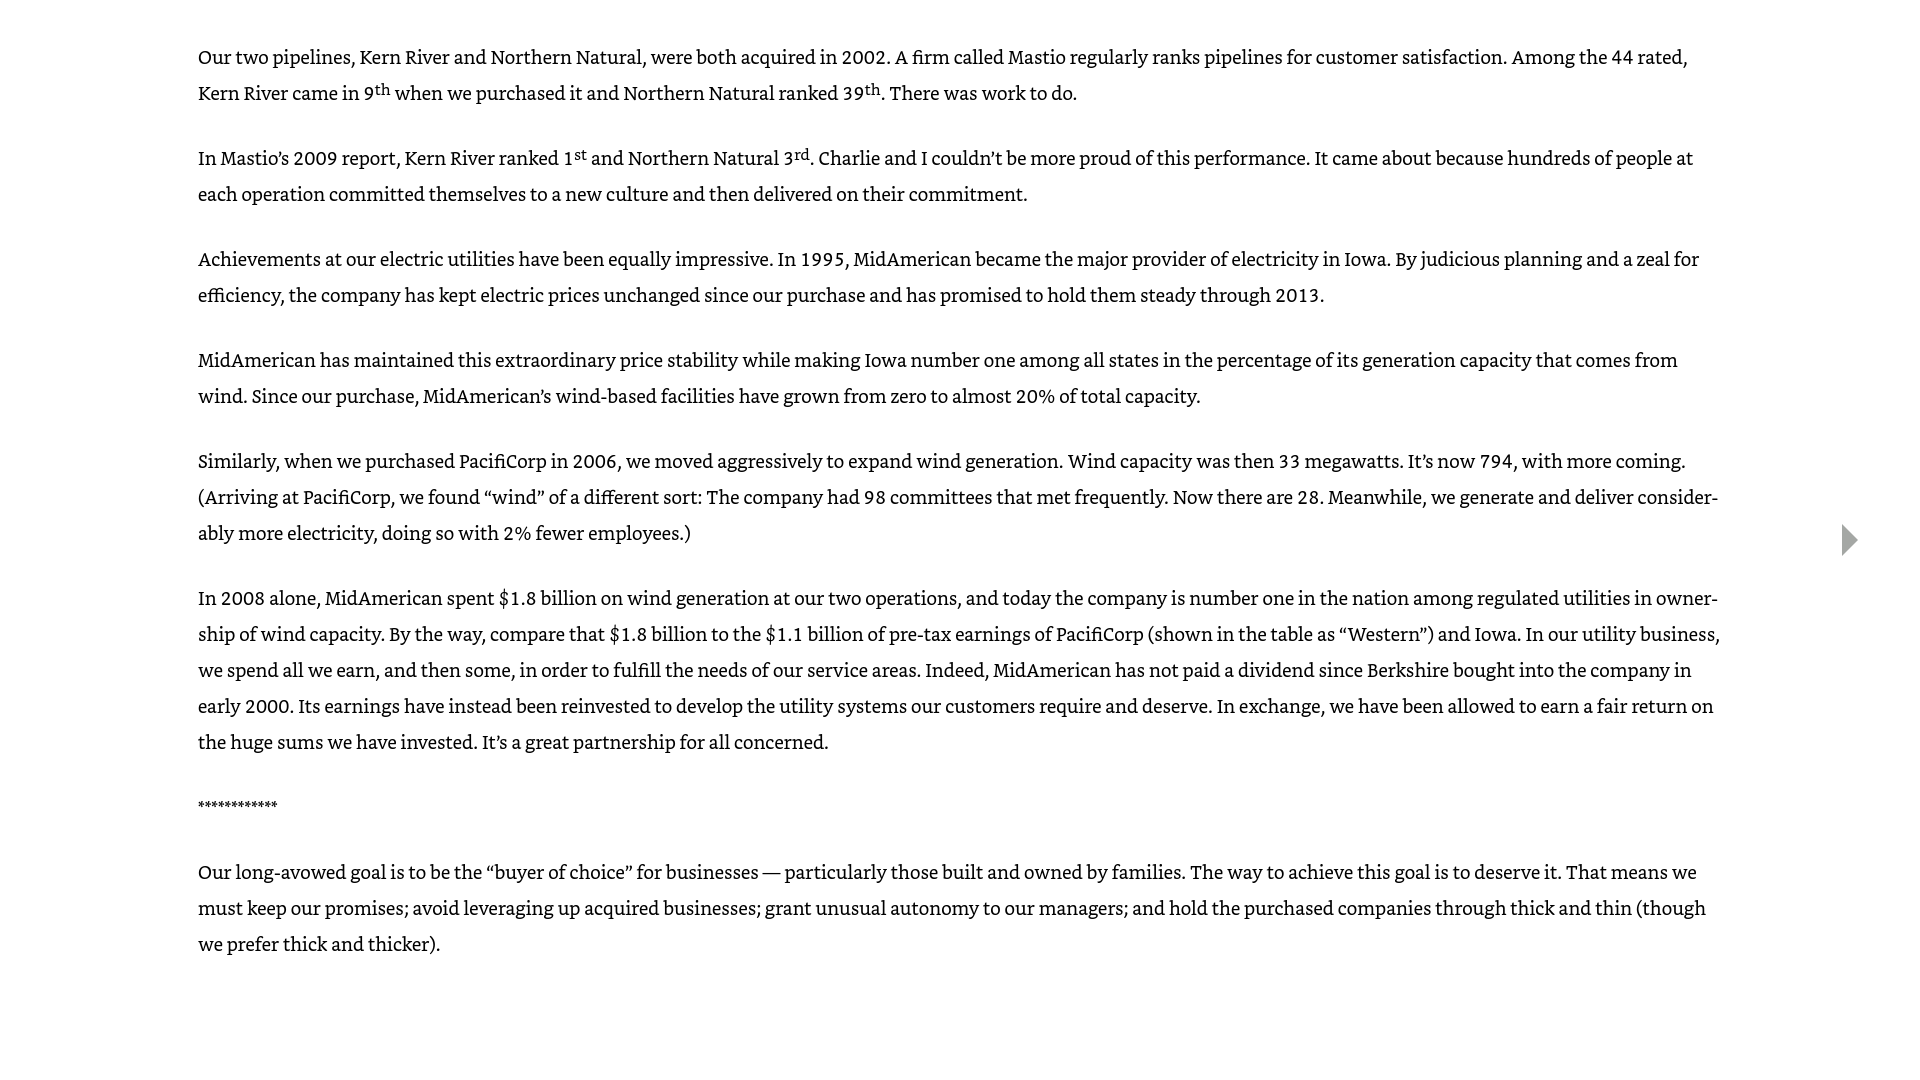 Our two pipelines, Kern River and Northern Natural, were both acquired in 2002. A firm called Mastio regularly ranks pipelines for customer satisfaction. Among the 44 rated,
Kern River came in 9th when we purchased it and Northern Natural ranked 39th. There was work to do.
In Mastio’s 2009 report, Kern River ranked 1st and Northern Natural 3rd. Charlie and I couldn’t be more proud of this performance. It came about because hundreds of people at
each operation committed themselves to a new culture and then delivered on their commitment.
Achievements at our electric utilities have been equally impressive. In 1995, MidAmerican became the major provider of electricity in Iowa. By judicious planning and a zeal for
efficiency, the company has kept electric prices unchanged since our purchase and has promised to hold them steady through 2013.
MidAmerican has maintained this extraordinary price stability while making Iowa number one among all states in the percentage of its generation capacity that comes from
wind. Since our purchase, MidAmerican’s wind-based facilities have grown from zero to almost 20% of total capacity.
Similarly, when we purchased PacifiCorp in 2006, we moved aggressively to expand wind generation. Wind capacity was then 33 megawatts. It’s now 794, with more coming.
(Arriving at PacifiCorp, we found “wind” of a different sort: The company had 98 committees that met frequently. Now there are 28. Meanwhile, we generate and deliver consider-
ably more electricity, doing so with 2% fewer employees.)
In 2008 alone, MidAmerican spent $1.8 billion on wind generation at our two operations, and today the company is number one in the nation among regulated utilities in owner-
ship of wind capacity. By the way, compare that $1.8 billion to the $1.1 billion of pre-tax earnings of PacifiCorp (shown in the table as “Western”) and Iowa. In our utility business,
we spend all we earn, and then some, in order to fulfill the needs of our service areas. Indeed, MidAmerican has not paid a dividend since Berkshire bought into the company in
early 2000. Its earnings have instead been reinvested to develop the utility systems our customers require and deserve. In exchange, we have been allowed to earn a fair return on
the huge sums we have invested. It’s a great partnership for all concerned.
************
Our long-avowed goal is to be the “buyer of choice” for businesses — particularly those built and owned by families. The way to achieve this goal is to deserve it. That means we
must keep our promises; avoid leveraging up acquired businesses; grant unusual autonomy to our managers; and hold the purchased companies through thick and thin (though
we prefer thick and thicker).